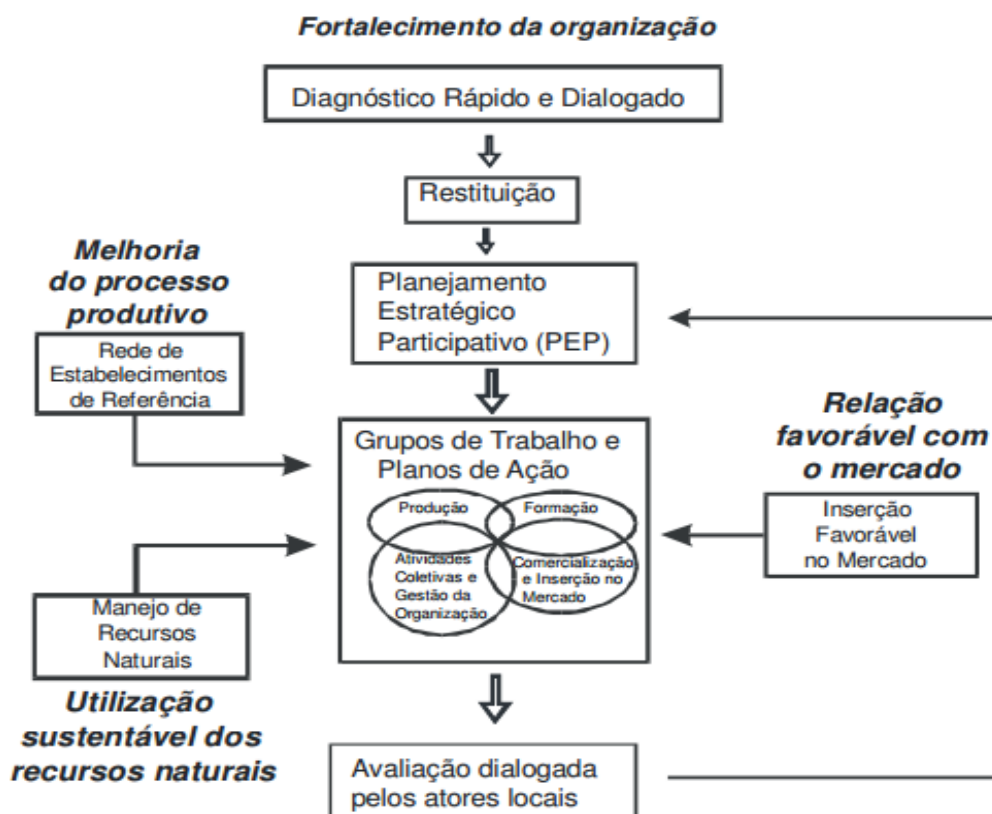 Fortalecimento da organização
Diagnóstico Rápido e Dialogado
Restituição
Melhoria
do processo
produtivo
Planejamento
Estratégico
Participativo (PEP)
Rede de
Estabelecimentos
de Referência
Relação
favorável com
o mercado
Grupos de Trabalho e
Planos de Ação
Produção
Formação
Atividades
Coletivas e
Gestão da
Organização
Comercialização
e Inserção no
Mercado
Inserção
Favorável
no Mercado
Manejo de
Recursos
Naturais
Utilização
sustentável dos
recursos naturais
Avaliação dialogada
pelos atores locais